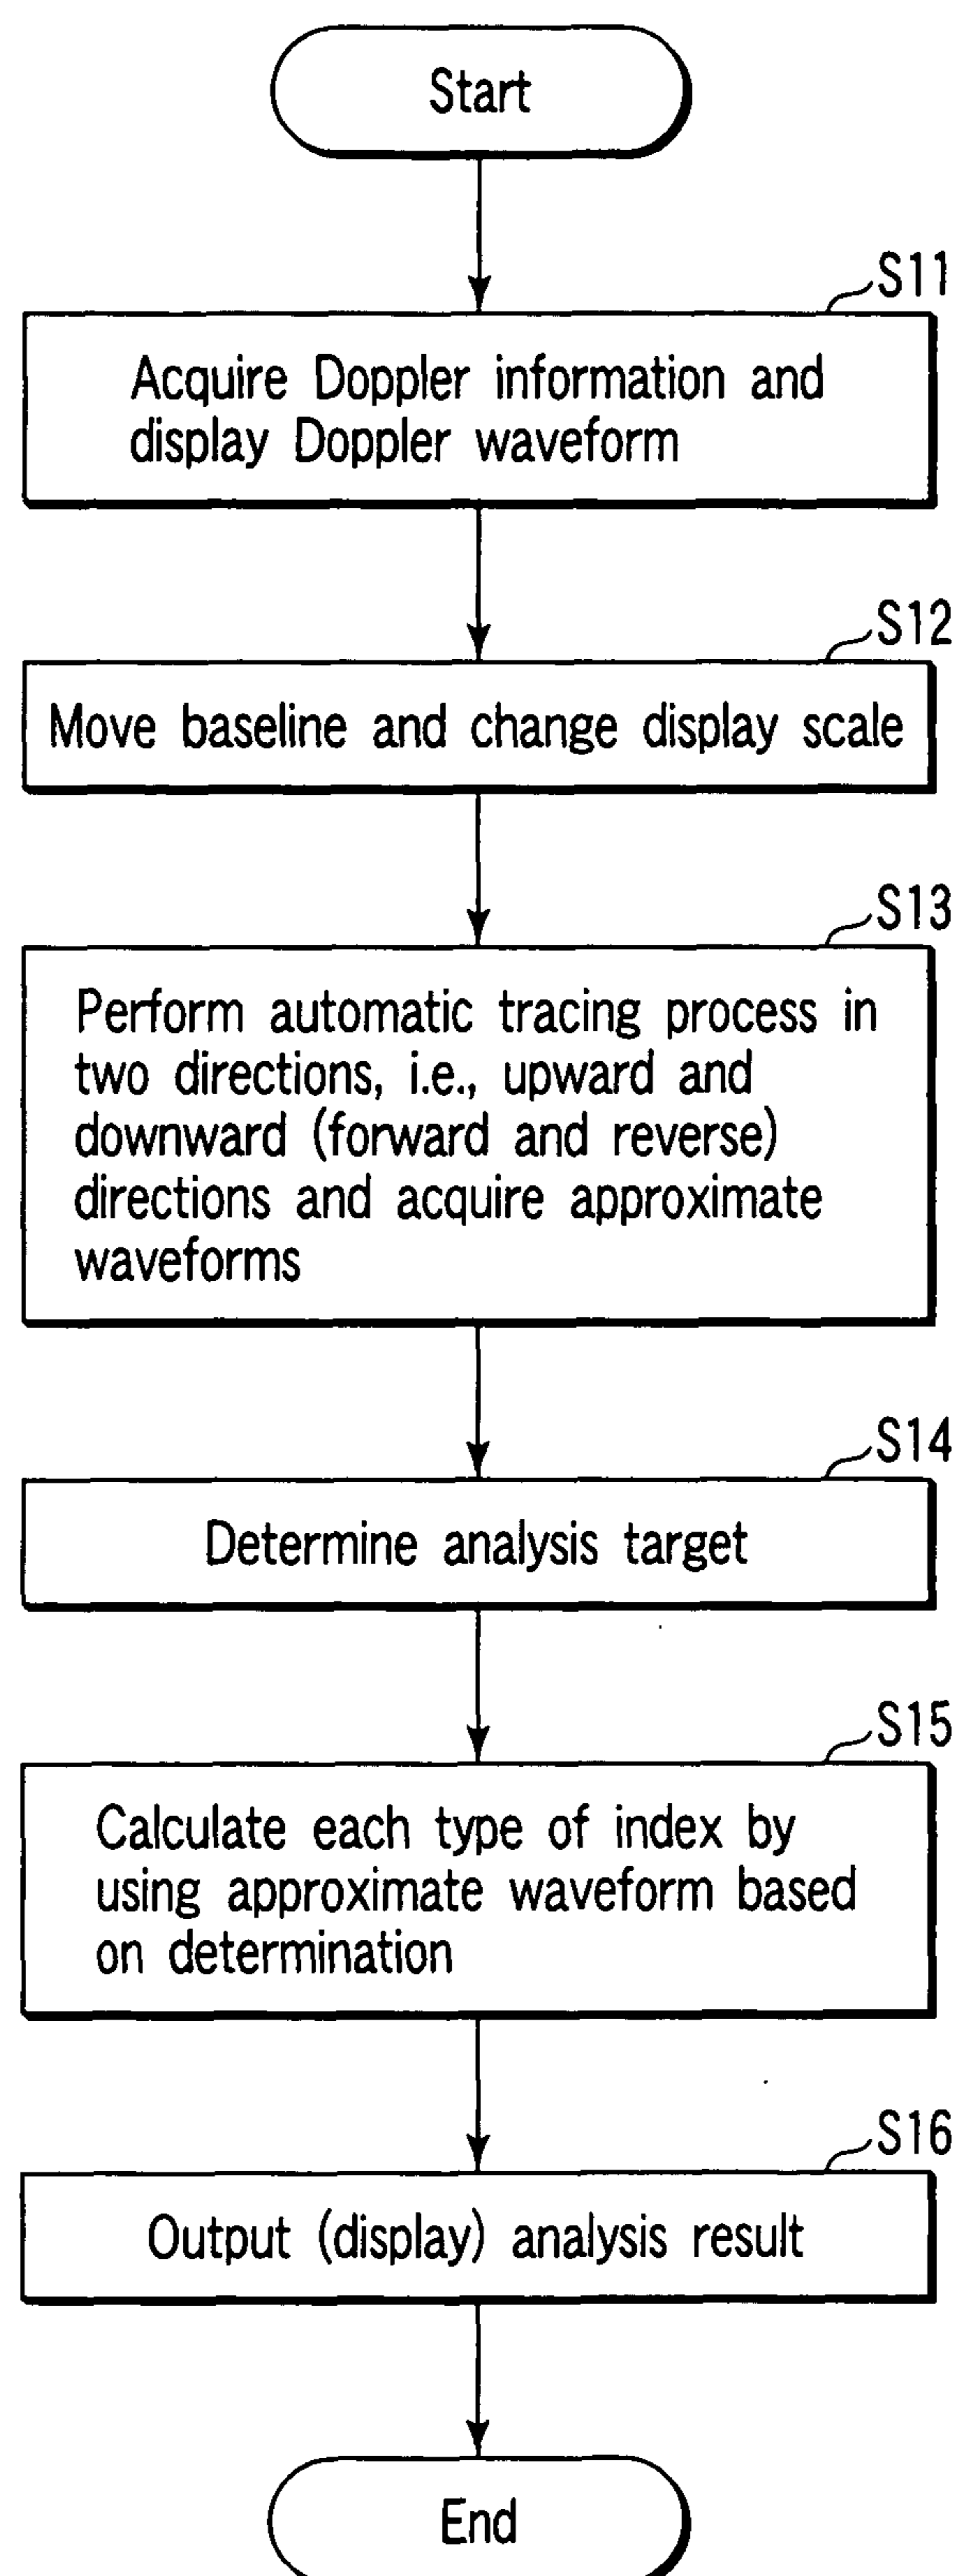 Start
S11
Acquire Doppler information and
display Doppler waveform
S12
Move baseline and change display scale
S13
Perform automatic tracing process in
two directions, i.e., upward and
downward (forward and reverse)
directions and acquire approximate
waveforms
S14
Determine analysis target
S15
Calculate each type of index by
using approximate waveform based
on determination
S16
Output (display) analysis result
End